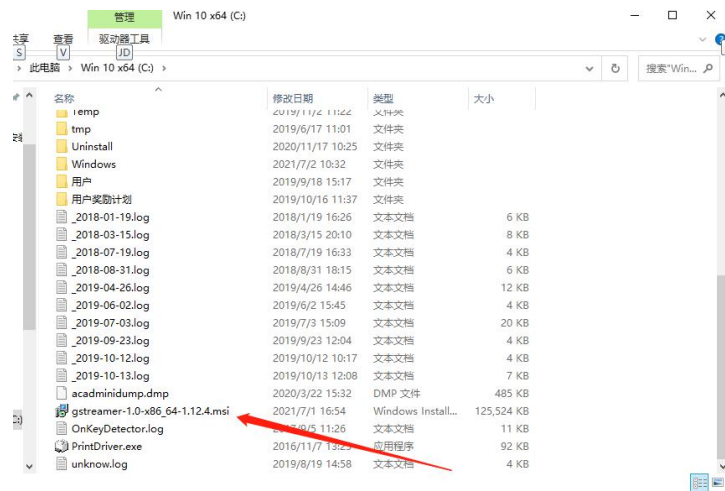 管理 Win 10 x64 (C:)
共享 查看 驱动器工具
S V JD
此电脑 Win 10 x64 (C:) 搜索"Win...
名称 修改日期 类型 大小
Temp 2019/11/2 11:22 文件夹
tmp 2019/6/17 11:01 文件夹
Uninstall 2020/11/17 10:25 文件夹
Windows 2021/7/2 10:32 文件夹
用户 2019/9/18 15:17 文件夹
用户奖励计划 2019/10/16 11:37 文件夹
_2018-01-19.log 2018/1/19 16:26 文本文档 6 KB
_2018-03-15.log 2018/3/15 20:10 文本文档 8 KB
_2018-07-19.log 2018/7/19 16:33 文本文档 4 KB
_2018-08-31.log 2018/8/31 18:15 文本文档 6 KB
_2019-04-26.log 2019/4/26 14:46 文本文档 12 KB
_2019-06-02.log 2019/6/2 15:45 文本文档 4 KB
_2019-07-03.log 2019/7/3 15:09 文本文档 20 KB
_2019-09-23.log 2019/9/23 12:04 文本文档 4 KB
_2019-10-12.log 2019/10/12 10:17 文本文档 4 KB
_2019-10-13.log 2019/10/13 12:08 文本文档 7 KB
acadminidump.dmp 2020/3/22 15:32 DMP 文件 485 KB
gstreamer-1.0-x86_64-1.12.4.msi 2021/7/1 16:54 Windows Install... 125,524 KB
OnKeyDetector.log 11:26 文本文档 11 KB
PrintDriver.exe 2016/11/7 13:25 应用程序 92 KB
unknow.log 2019/8/19 14:58 文本文档 4 KB